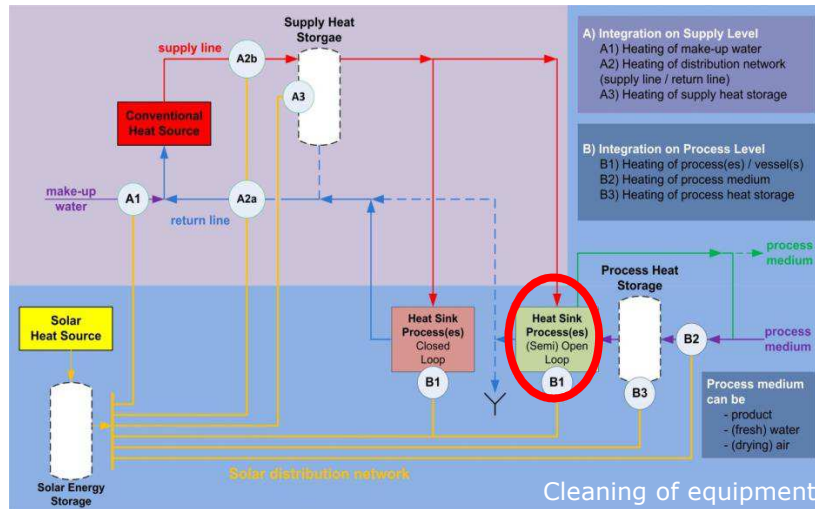 Supply Heat
Storgae
supply line
A2b
A3
Conventional
Heat Source
make-up
water
A1
return line
A2a
A) Integration on Supply Level
A1) Heating of make-up water
A2) Heating of distribution network
(supply line / return line)
A3) Heating of supply heat storage
B) Integration on Process Level
B1) Heating of process(es) / vessel(s)
B2) Heating of process medium
B3) Heating of process heat storage
process
medium
Process Heat
Storage
Solar
Heat Source
Heat Sink
Process(es)
Closed
Loop
B1
Heat Sink
Process(es)
(Semi) Open
Loop
B1
B3
B2
process
medium
Process medium
can be
- product
- (fresh) water
- (drying) air
Solar distribution network
Solar Energy
Storage
Cleaning of equipment